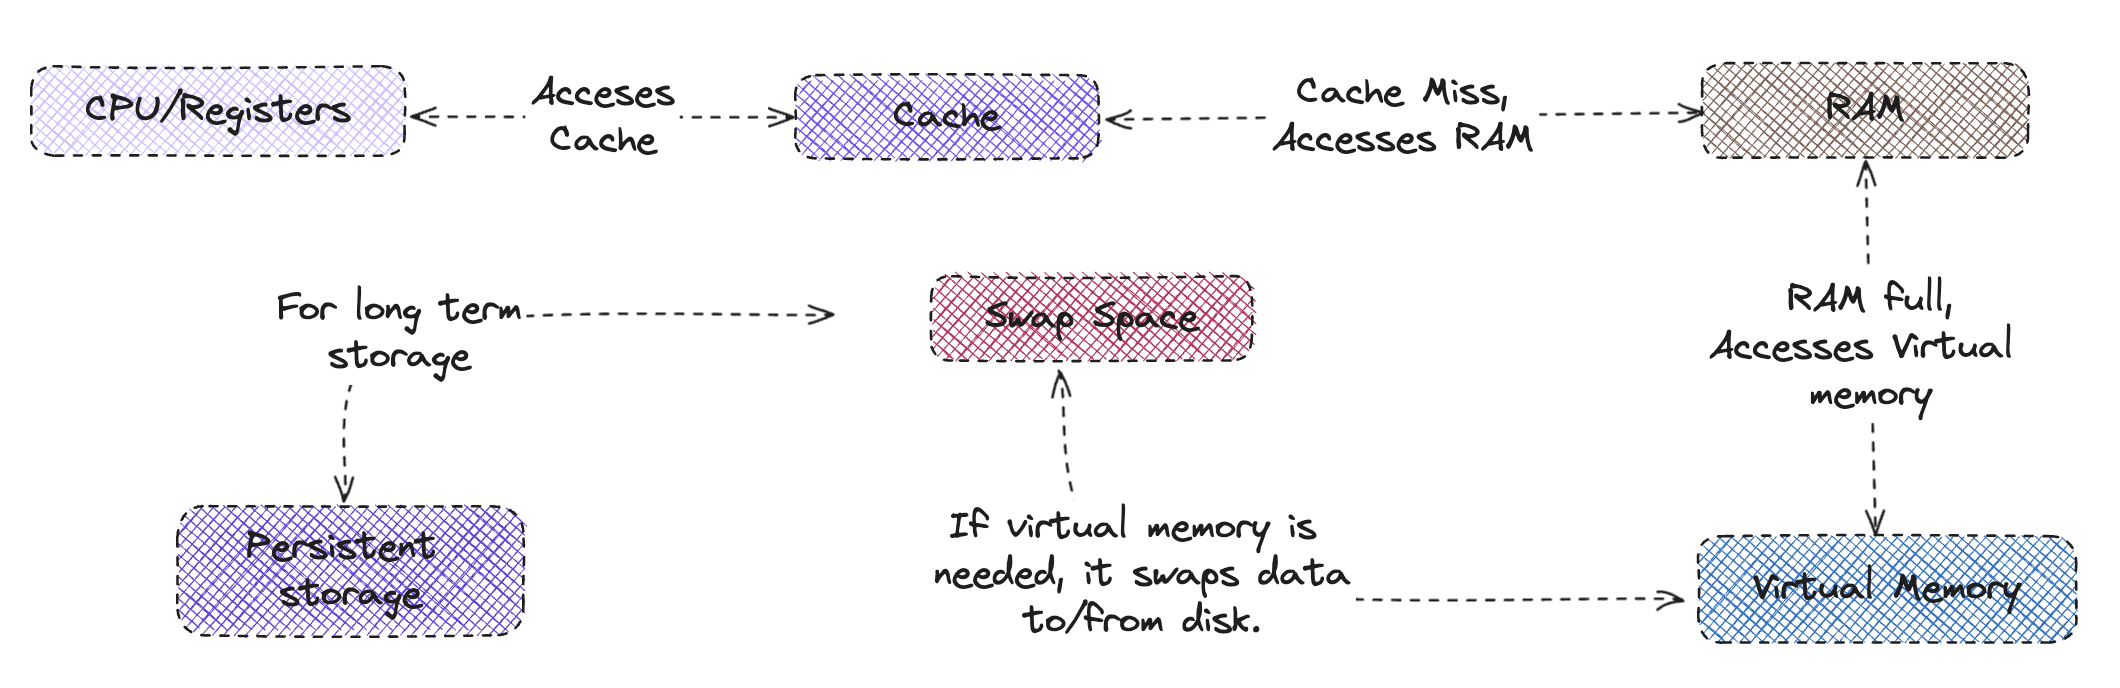 CPU/Registers
Acceses
Cache
Cache
Cache Miss,
Accesses RAM
RAM
For long term
storage
Swap Space
RAM full,
Accesses Virtual
memory
Persistent
storage
If virtual memory is
needed, it swaps data
to/from disk.
Virtual Memory